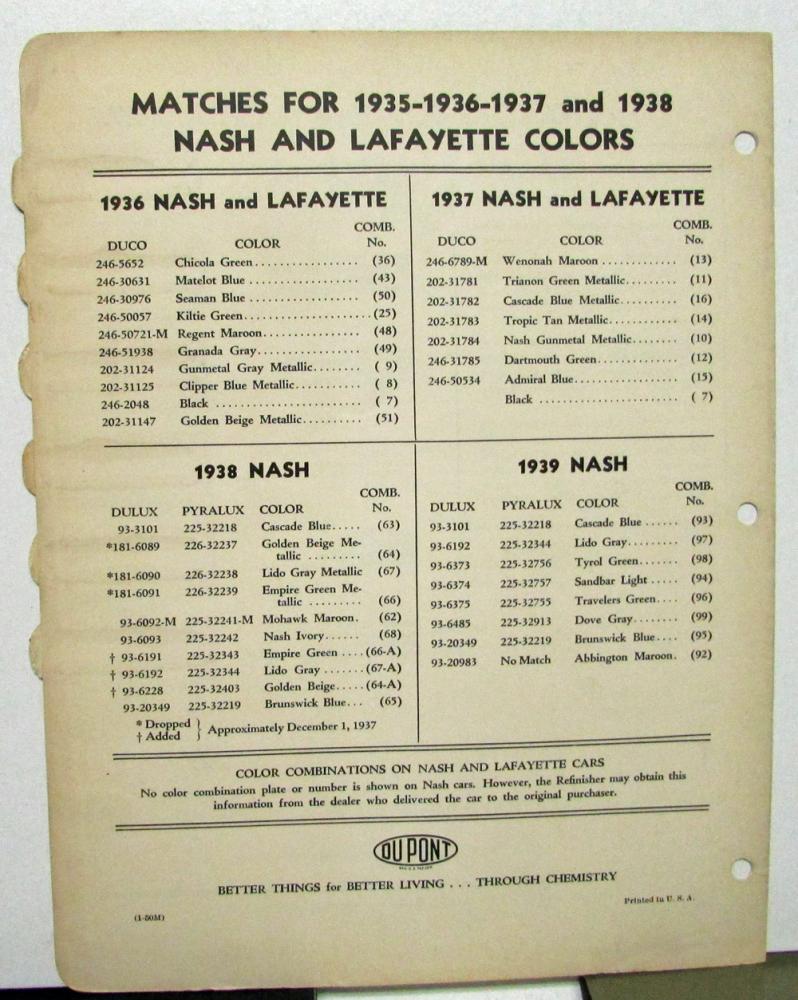 MATCHES FOR 1935-1936-1937 and 1938
NASH AND LAFAYETTE COLORS
1936 NASH and LAFAYETTE
COMB.
DUCO COLOR No.
246-5652 Chicola Green................ (36)
246-30631 Matelot Blue ................ (43)
246-30976 Seaman Blue ................ (50)
246-50057 Kiltie Green.................. (25)
246-50721-M Regent Maroon.............. (48)
246-51938 Granada Gray............... (49)
202-31124 Gunmetal Gray Metallic....... ( 9)
202-31125 Clipper Blue Metallic......... ( 8)
246-2048 Black ...................... ( 7)
202-31147 Golden Beige Metallic......... (51)
1937 NASH and LAFAYETTE
COMB.
DUCO COLOR No.
246-6789-M Wenonah Maroon ............ (13)
202-31781 Trianon Green Metallic........ (11)
202-31782 Cascade Blue Metallic......... (16)
202-31783 Tropic Tan Metallic........... (14)
202-31784 Nash Gunmetal Metallic....... (10)
246-31785 Dartmouth Green............ (12)
246-50534 Admiral Blue............... (15)
Black ...................... ( 7)
1938 NASH
COMB.
DULUX PYRALUX COLOR No.
93-3101 225-32218 Cascade Blue..... (63)
*181-6089 226-32237 Golden Beige Me-
tallic ......... (64)
*181-6090 226-32238 Lido Gray Metallic (67)
*181-6091 226-32239 Empire Green Me-
tallic ......... (66)
93-6092-M 225-32241-M Mohawk Maroon. (62)
93-6093 225-32242 Nash Ivory...... (68)
† 93-6191 225-32343 Empire Green ....(66-A)
† 93-6192 225-32344 Lido Gray .......(67-A)
† 93-6228 225-32403 Golden Beige.....(64-A)
93-20349 225-32219 Brunswick Blue... (65)
* Dropped
† Added } Approximately December 1, 1937
1939 NASH
COMB.
DULUX PYRALUX COLOR No.
93-3101 225-32218 Cascade Blue ...... (93)
93-6192 225-32344 Lido Gray......... (97)
93-6373 225-32756 Tyrol Green....... (98)
93-6374 225-32757 Sandbar Light ..... (94)
93-6375 225-32755 Travelers Green.... (96)
93-6485 225-32913 Dove Gray........ (99)
93-20349 225-32219 Brunswick Blue.... (95)
93-20983 No Match Abbington Maroon. (92)
COLOR COMBINATIONS ON NASH AND LAFAYETTE CARS
No color combination plate or number is shown on Nash cars. However, the Refinisher may obtain this
information from the dealer who delivered the car to the original purchaser.
DU PONT
BETTER THINGS for BETTER LIVING . . . THROUGH CHEMISTRY
Printed in U. S. A.
(1-50M)